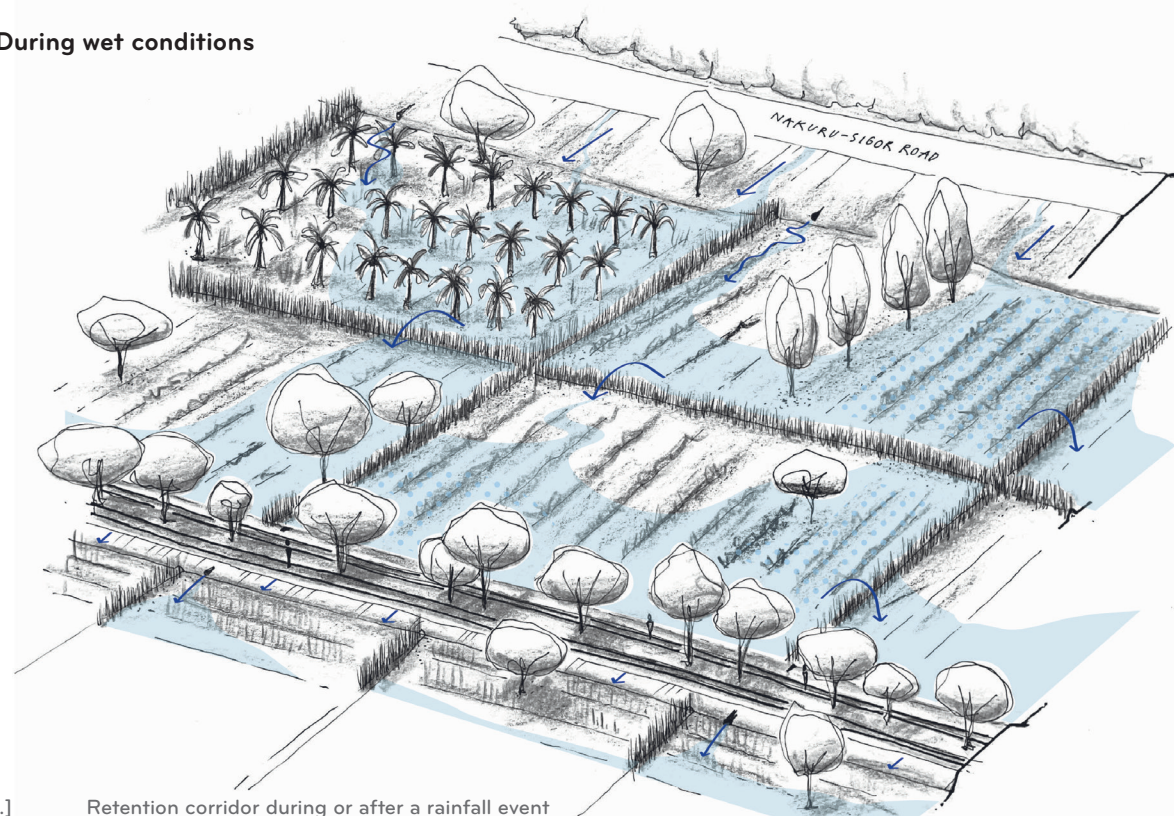 During wet conditions
NAKURU-SIGOR ROAD
.] Retention corridor during or after a rainfall event